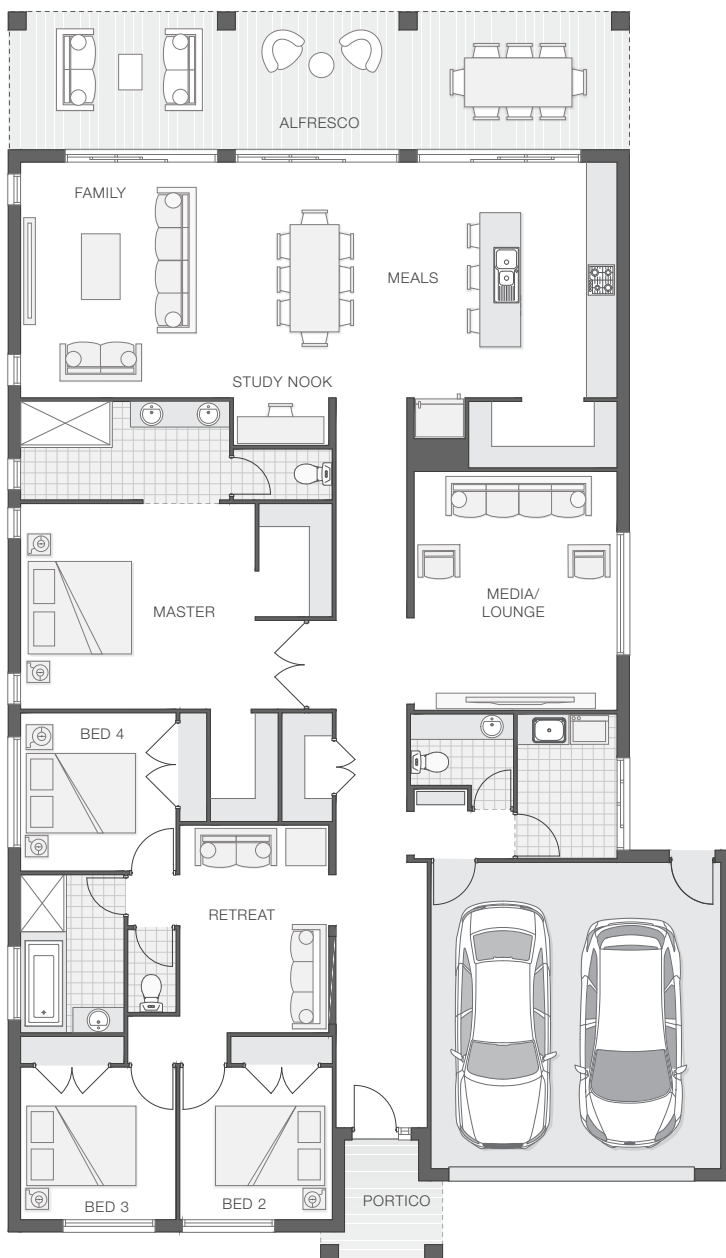 ALFRESCO
FAMILY
MEALS
STUDY NOOK
MASTER
MEDIA/
LOUNGE
BED 4
RETREAT
BED 3
BED 2
PORTICO